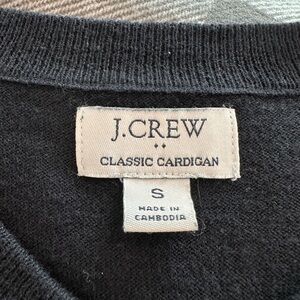 J.CREW
CLASSIC CARDIGAN
S
MADE IN
CAMBODIA